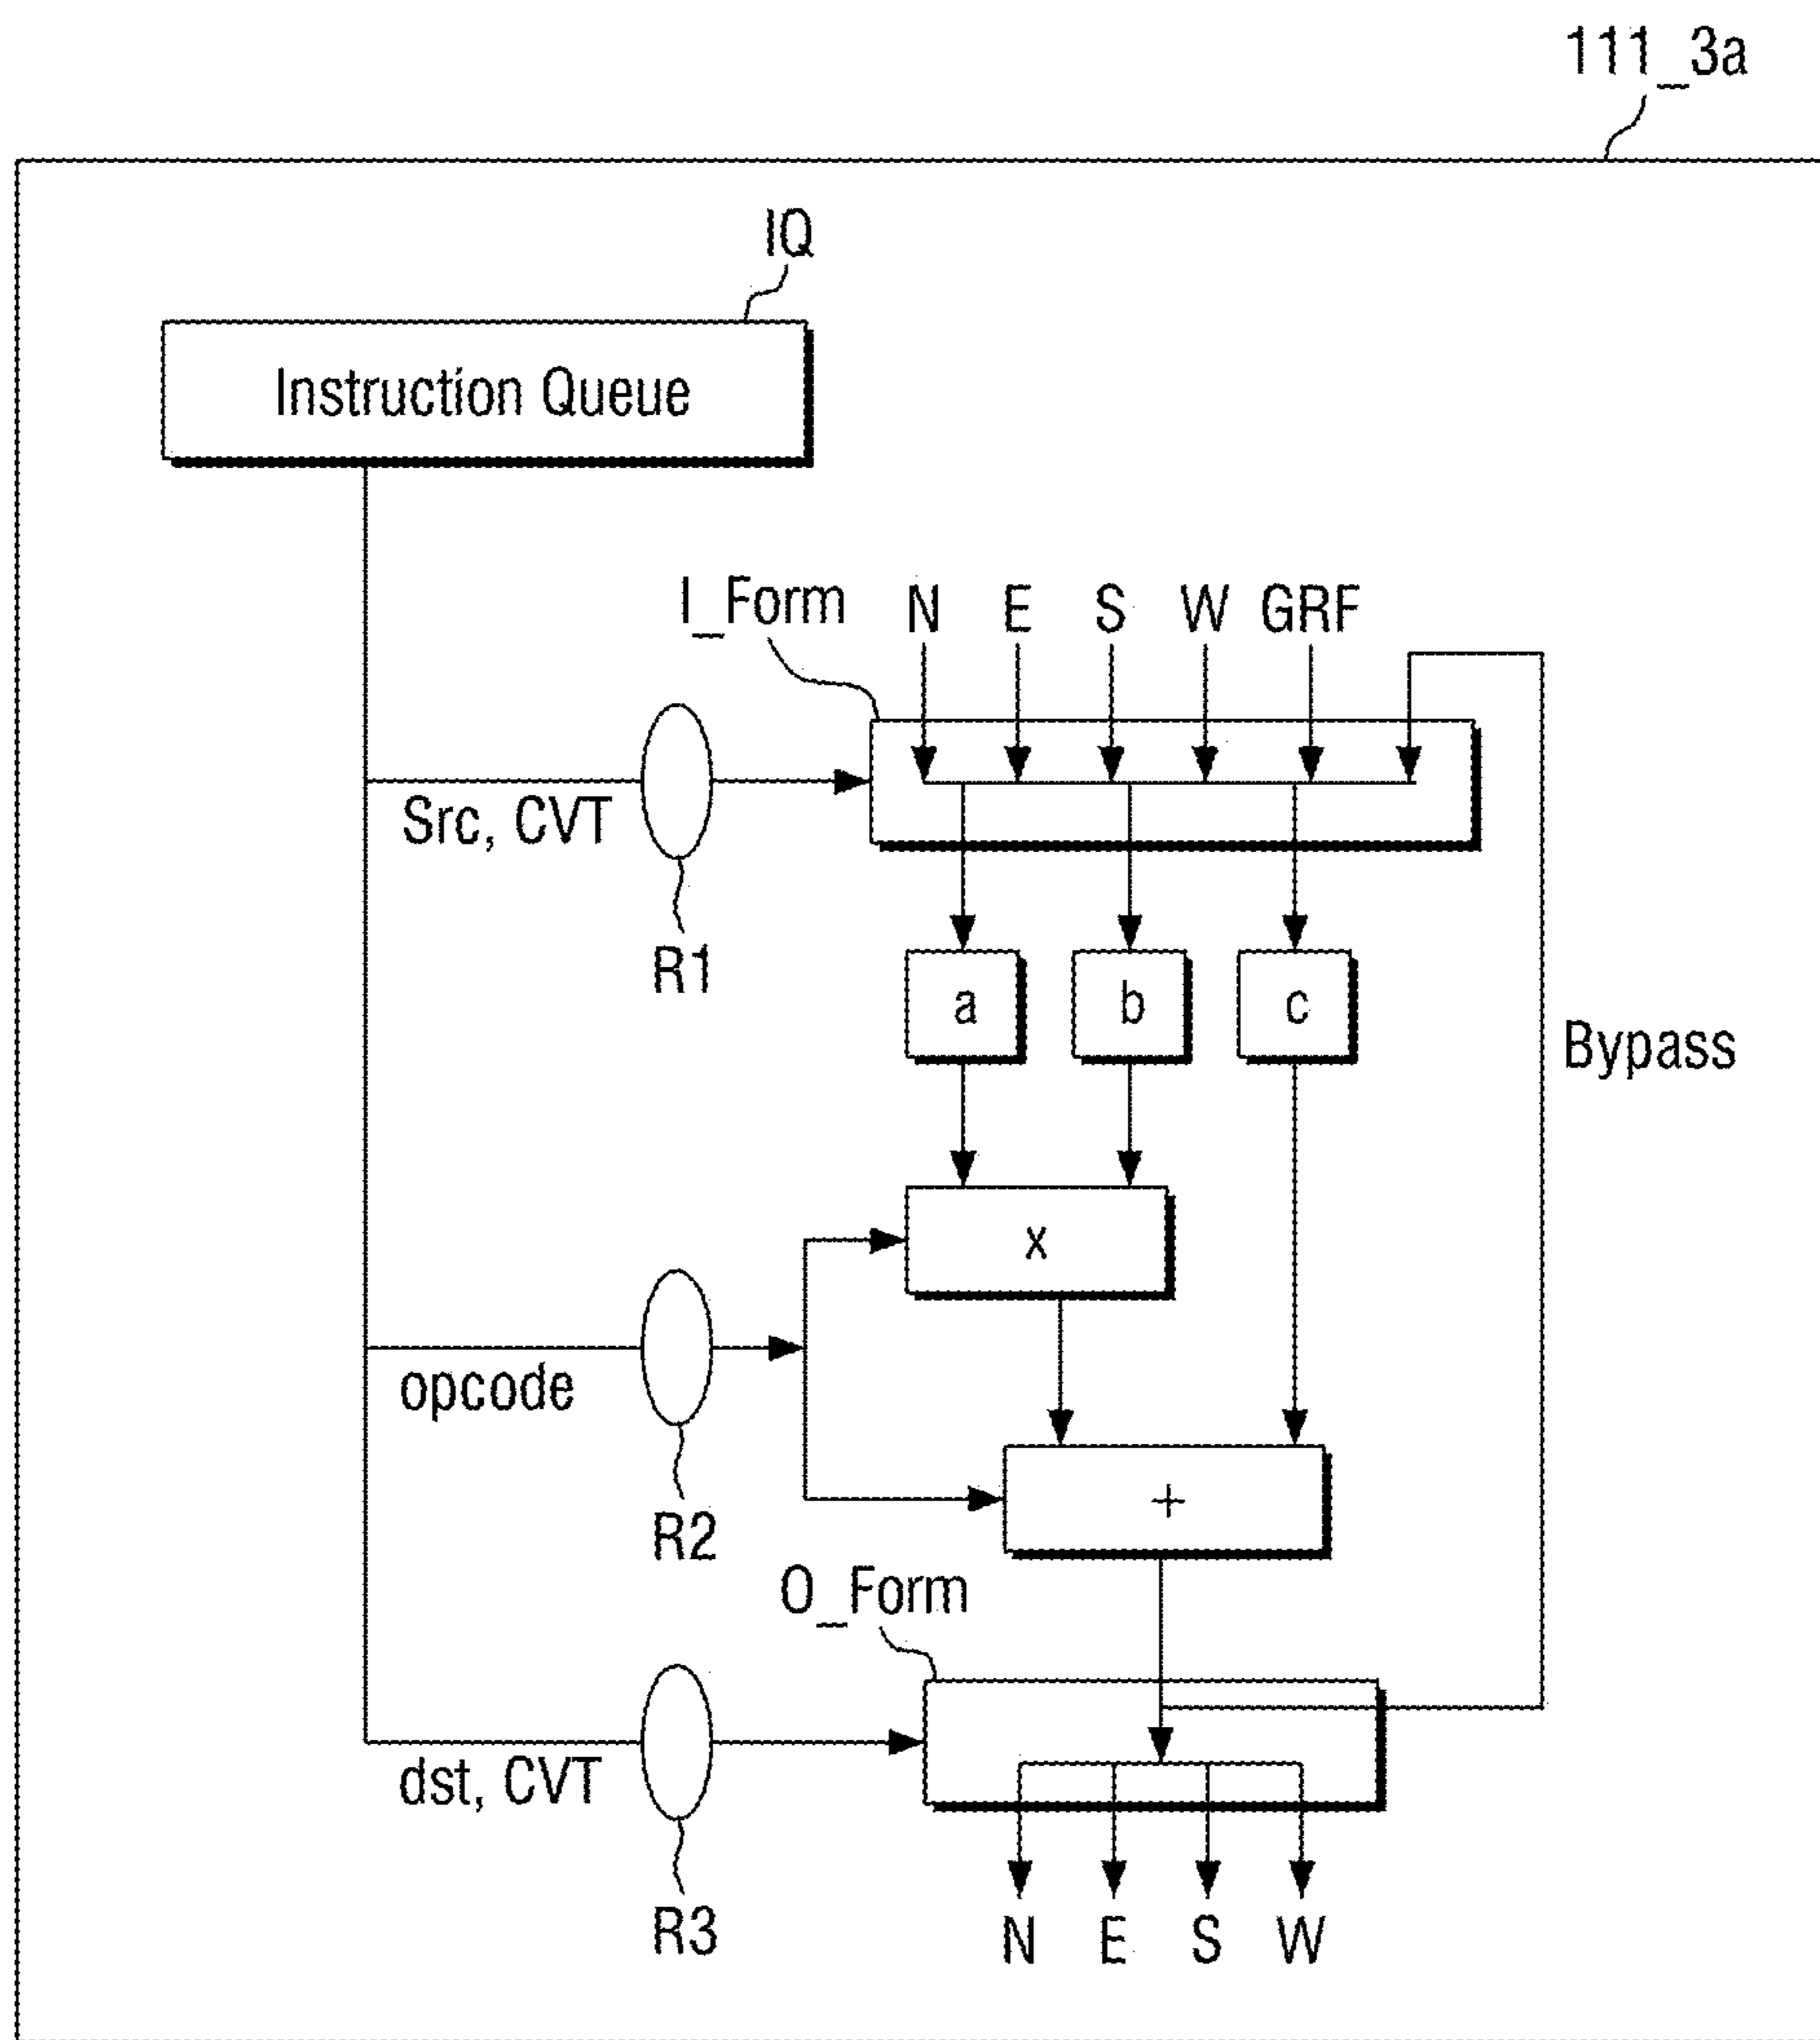 111_3a
IQ
Instruction Queue
I_Form N E S W GRF
Src, CVT
R1
a b c
Bypass
x
opcode
+
R2
O_Form
dst, CVT
R3
N E S W